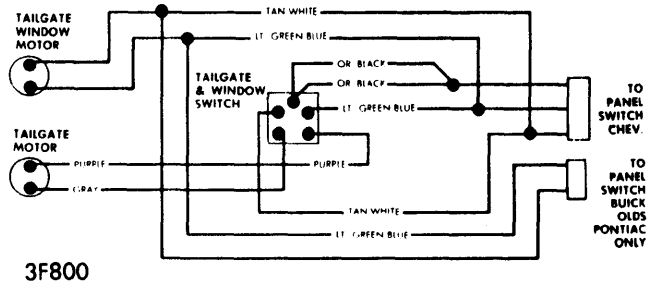 TAILGATE
WINDOW
MOTOR
TAN WHITE
LT GREEN BLUE
OR BLACK
OR BLACK
TAILGATE
& WINDOW
SWITCH
LT GREEN BLUE
TO
PANEL
SWITCH
CHEV.
TAILGATE
MOTOR
PURPLE
PURPLE
GRAY
TO
PANEL
SWITCH
BUICK
OLDS
PONTIAC
ONLY
TAN WHITE
LT GREEN BLUE
3F800